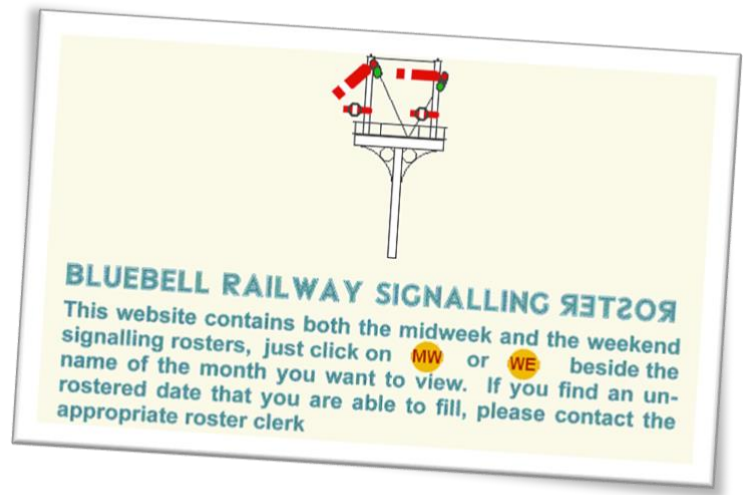 BLUEBELL RAILWAY SIGNALLING ROSTER
This website contains both the midweek and the weekend
signalling rosters, just click on MW or WE beside the
name of the month you want to view. If you find an un-
rostered date that you are able to fill, please contact the
appropriate roster clerk